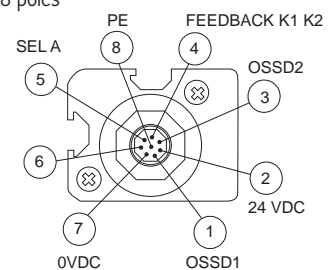 8 poles
PE FEEDBACK K1 K2
SEL A 8 4
OSSD2
5 3
6 2
24 VDC
7 1
0VDC OSSD1